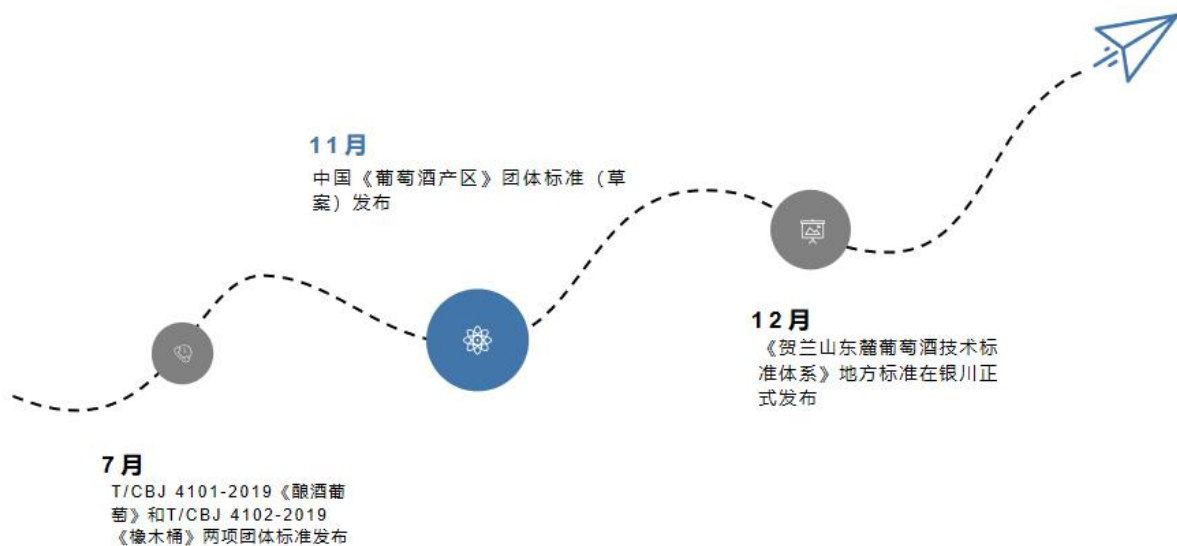 11月
中国《葡萄酒产区》团体标准（草
案）发布
12月
《贺兰山东麓葡萄酒技术标
准体系》地方标准在银川正
式发布
7月
T/CBJ 4101-2019《酿酒葡
萄》和T/CBJ 4102-2019
《橡木桶》两项团体标准发布